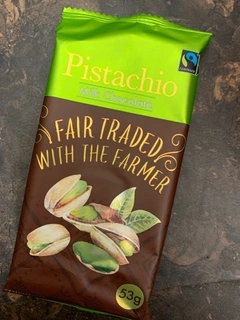 Pistachio
Milk Chocolate
FAIR TRADED
WITH THE FARMER
53g